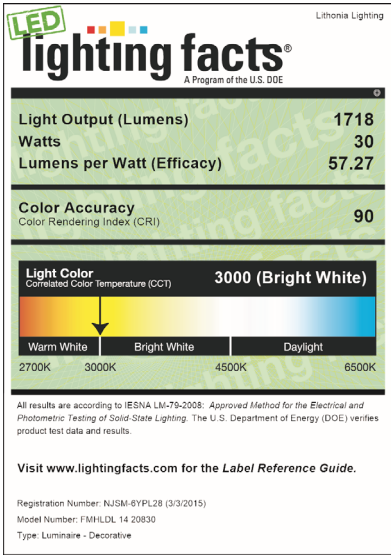 Lithonia Lighting
LED
lighting facts®
A Program of the U.S. DOE
Light Output (Lumens) 1718
Watts 30
Lumens per Watt (Efficacy) 57.27
Color Accuracy
Color Rendering Index (CRI) 90
Light Color
Correlated Color Temperature (CCT) 3000 (Bright White)
Warm White Bright White Daylight
2700K 3000K 4500K 6500K
All results are according to IESNA LM-79-2008: Approved Method for the Electrical and
Photometric Testing of Solid-State Lighting. The U.S. Department of Energy (DOE) verifies
product test data and results.
Visit www.lightingfacts.com for the Label Reference Guide.
Registration Number: NJSM-6YPL28 (3/3/2015)
Model Number: FMHLDL 14 20830
Type: Luminaire - Decorative